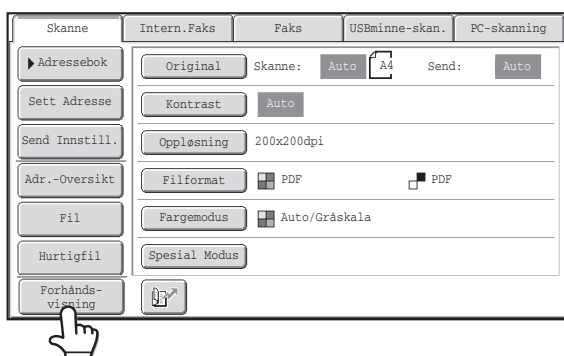 Skanne
Intern.Faks
Faks
USBminne-skan.
PC-skanning
Adressebok
Sett Adresse
Send Innstill.
Adr.-Oversikt
Fil
Hurtigfil
Forhånds-
visning
Original
Skanne:
Auto
A4
Send:
Auto
Kontrast
Auto
Oppløsning
200x200dpi
Filformat
PDF
PDF
Fargemodus
Auto/Gråskala
Spesial Modus